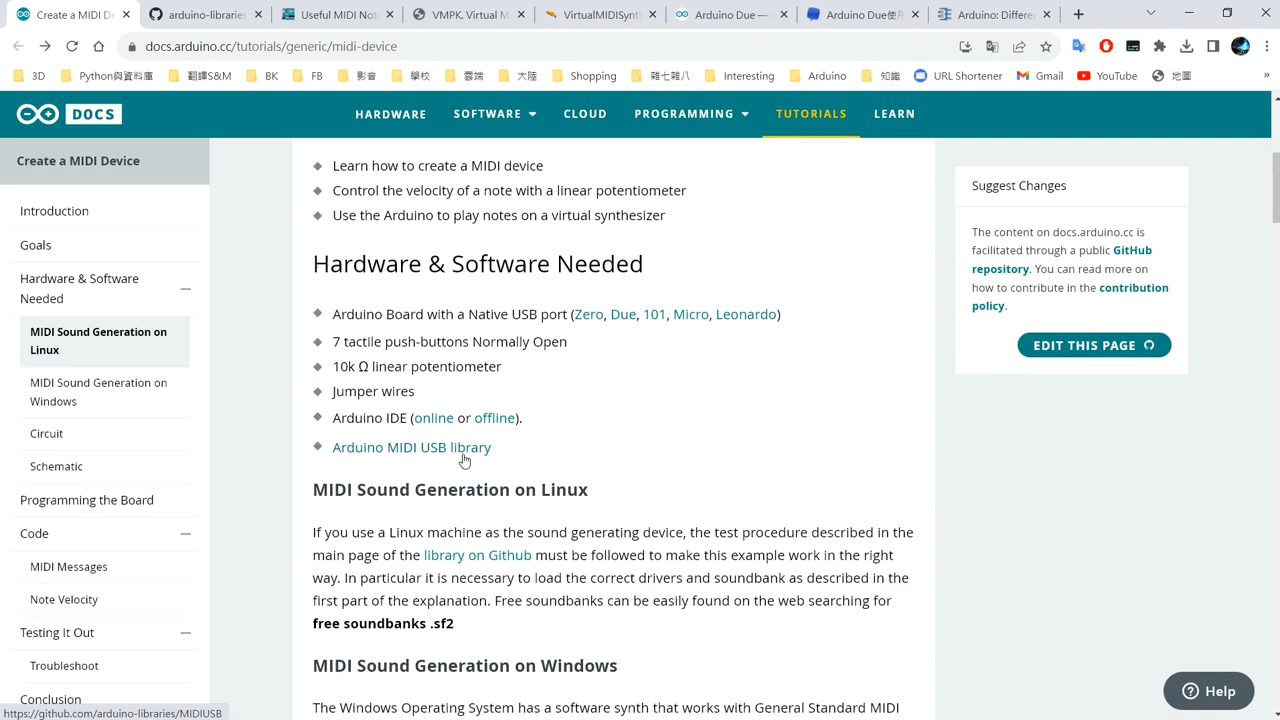 Create a MIDI D
arduino-libraries
Useful MIDI Not
VMPK. Virtual M
VirtualMIDISynt
Arduino Due —
Arduino Due使用
Arduino: Differe
docs.arduino.cc/tutorials/generic/midi-device
3D
Python與資料庫
翻譯S&M
BK
FB
影音
學校
雲端
大陸
Shopping
雜七雜八
Interesting
Arduino
知識
URL Shortener
Gmail
YouTube
地圖
»
DOCS
HARDWARE
SOFTWARE
CLOUD
PROGRAMMING
TUTORIALS
LEARN
Create a MIDI Device
Introduction
Goals
Hardware & Software
Needed
MIDI Sound Generation on
Linux
MIDI Sound Generation on
Windows
Circuit
Schematic
Programming the Board
Code
MIDI Messages
Note Velocity
Testing It Out
Troubleshoot
Conclusion
https://github.com/arduino-libraries/MIDIUSB
Learn how to create a MIDI device
Control the velocity of a note with a linear potentiometer
Use the Arduino to play notes on a virtual synthesizer
Hardware & Software Needed
Arduino Board with a Native USB port (Zero, Due, 101, Micro, Leonardo)
7 tactile push-buttons Normally Open
10k Ω linear potentiometer
Jumper wires
Arduino IDE (online or offline).
Arduino MIDI USB library
MIDI Sound Generation on Linux
If you use a Linux machine as the sound generating device, the test procedure described in the
main page of the library on Github must be followed to make this example work in the right
way. In particular it is necessary to load the correct drivers and soundbank as described in the
first part of the explanation. Free soundbanks can be easily found on the web searching for
free soundbanks .sf2
MIDI Sound Generation on Windows
The Windows Operating System has a software synth that works with General Standard MIDI
Suggest Changes
The content on docs.arduino.cc is
facilitated through a public GitHub
repository. You can read more on
how to contribute in the contribution
policy.
EDIT THIS PAGE
Help